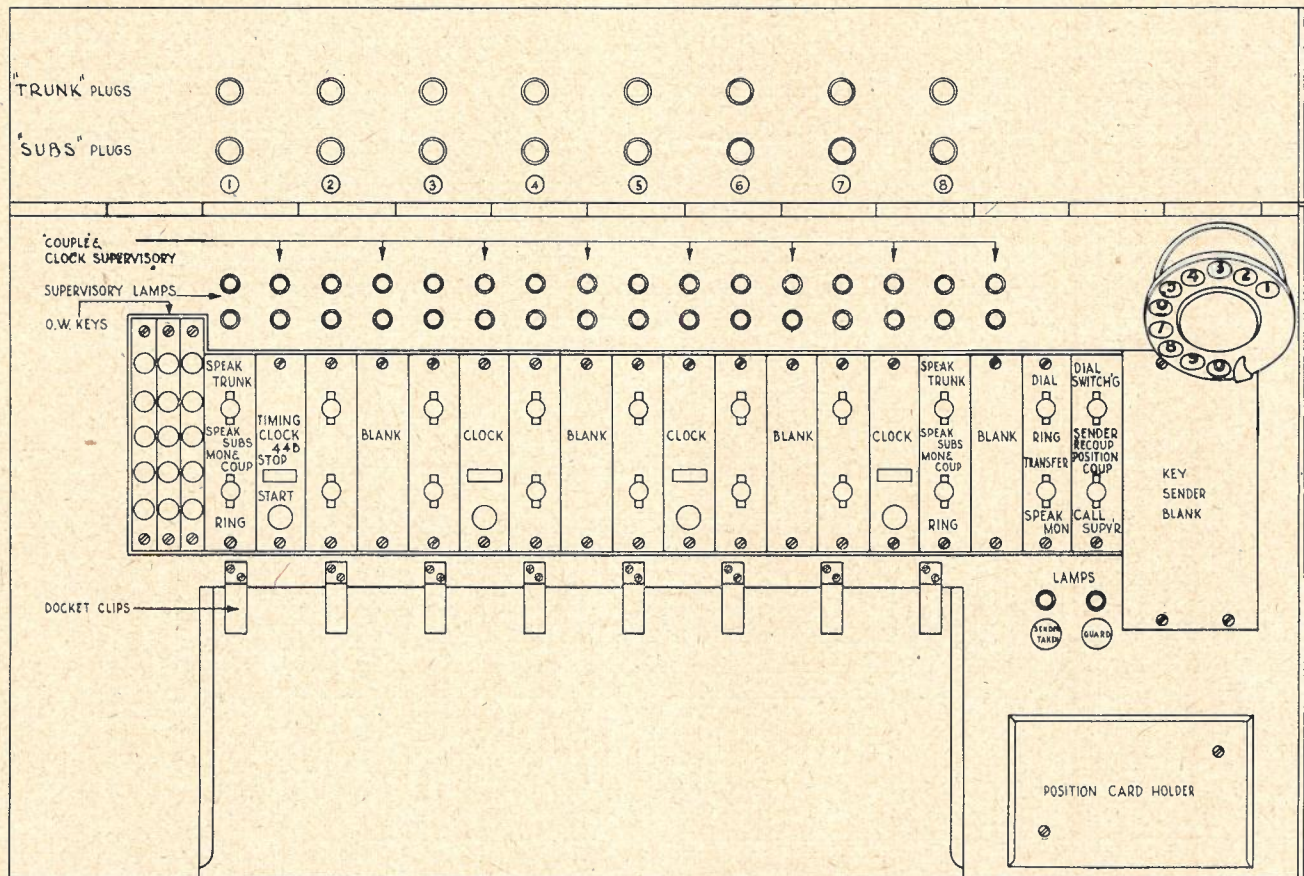 "TRUNK" PLUGS
"SUBS" PLUGS
1 2 3 4 5 6 7 8
"COUPLE &
CLOCK SUPERVISORY
SUPERVISORY LAMPS
O.W. KEYS
SPEAK
TRUNK
SPEAK
SUBS
MON &
COUP
RING
TIMING
CLOCK
44B
STOP
START
BLANK
CLOCK
BLANK
CLOCK
BLANK
CLOCK
SPEAK
TRUNK
SPEAK
SUBS
MON &
COUP
RING
BLANK
DIAL
RING
TRANSFER
SPEAK
MON
DIAL
SWITCH'G
SENDER
RECOUP
POSITION
COUP
CALL
SUPY'R
1 2 3 4 5 6 7 8 9 0
KEY
SENDER
BLANK
DOCKET CLIPS
LAMPS
GUARD
POSITION CARD HOLDER